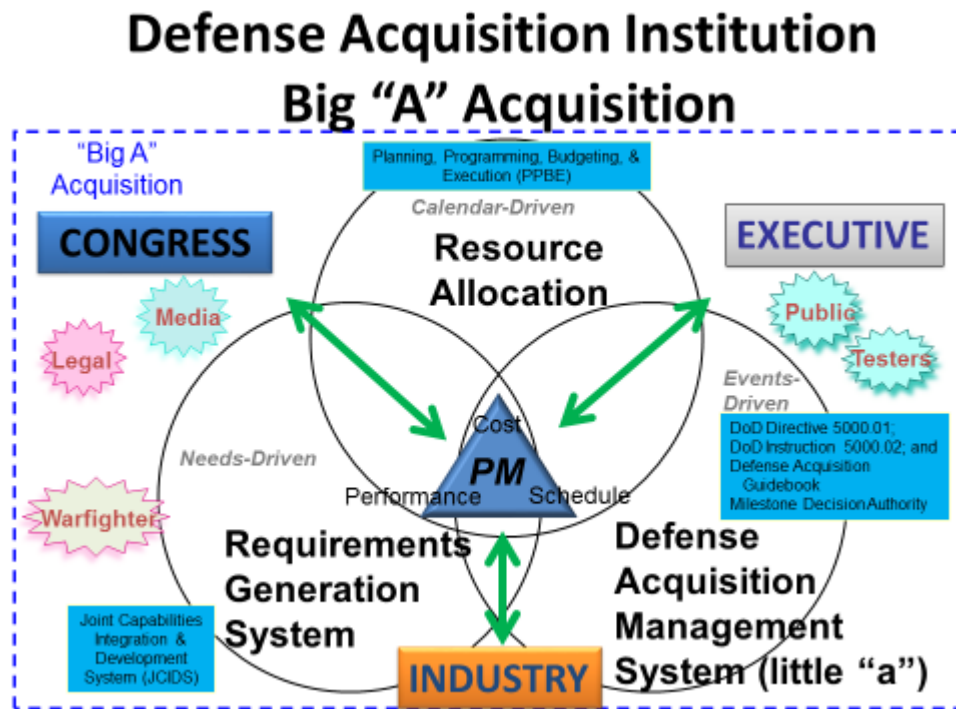 Defense Acquisition Institution
Big “A” Acquisition
“Big A”
Acquisition
Planning, Programming, Budgeting, &
Execution (PPBE)
Calendar-Driven
CONGRESS
EXECUTIVE
Resource
Allocation
Media
Public
Legal
Testers
Events-
Driven
DoD Directive 5000.01;
DoD Instruction 5000.02; and
Defense Acquisition
Guidebook
Milestone Decision Authority
Needs-Driven
Cost
PM
Performance
Schedule
Warfighter
Requirements
Generation
System
Defense
Acquisition
Management
System (little “a”)
Joint Capabilities
Integration &
Development
System (JCIDS)
INDUSTRY